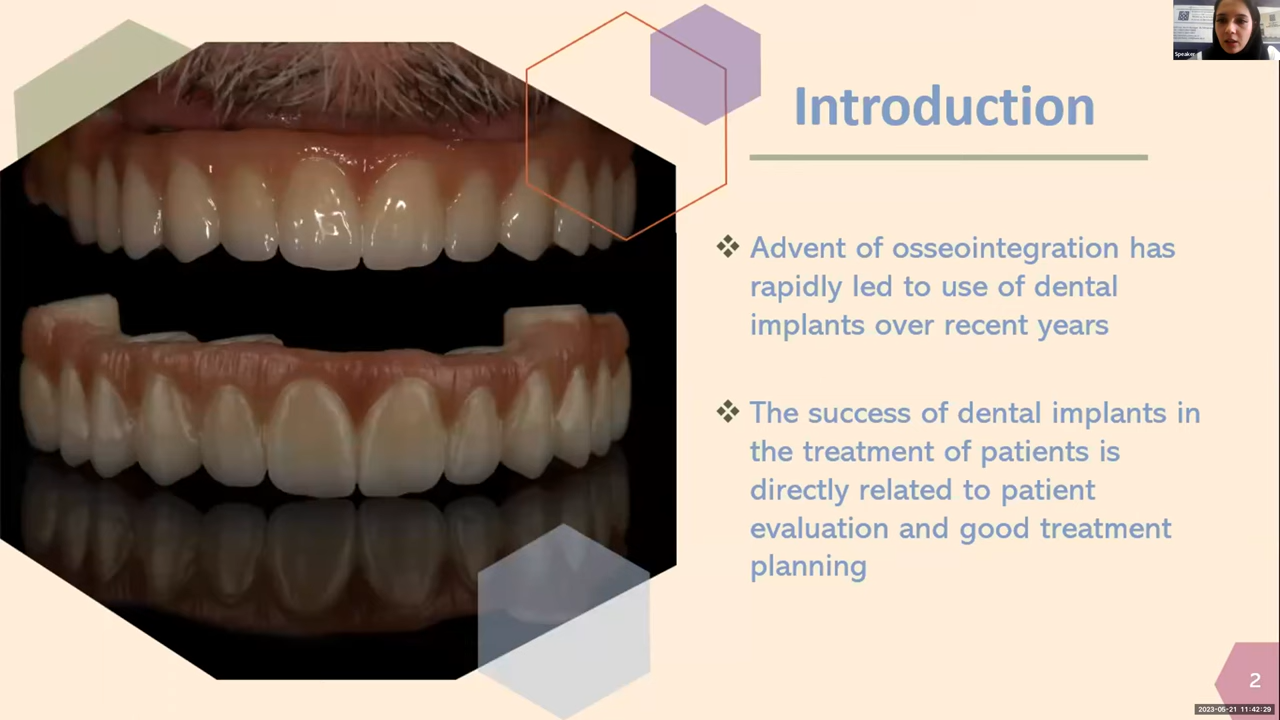 Speaker
Introduction
❖ Advent of osseointegration has
rapidly led to use of dental
implants over recent years
❖ The success of dental implants in
the treatment of patients is
directly related to patient
evaluation and good treatment
planning
2
2023-05-21 11:42:29